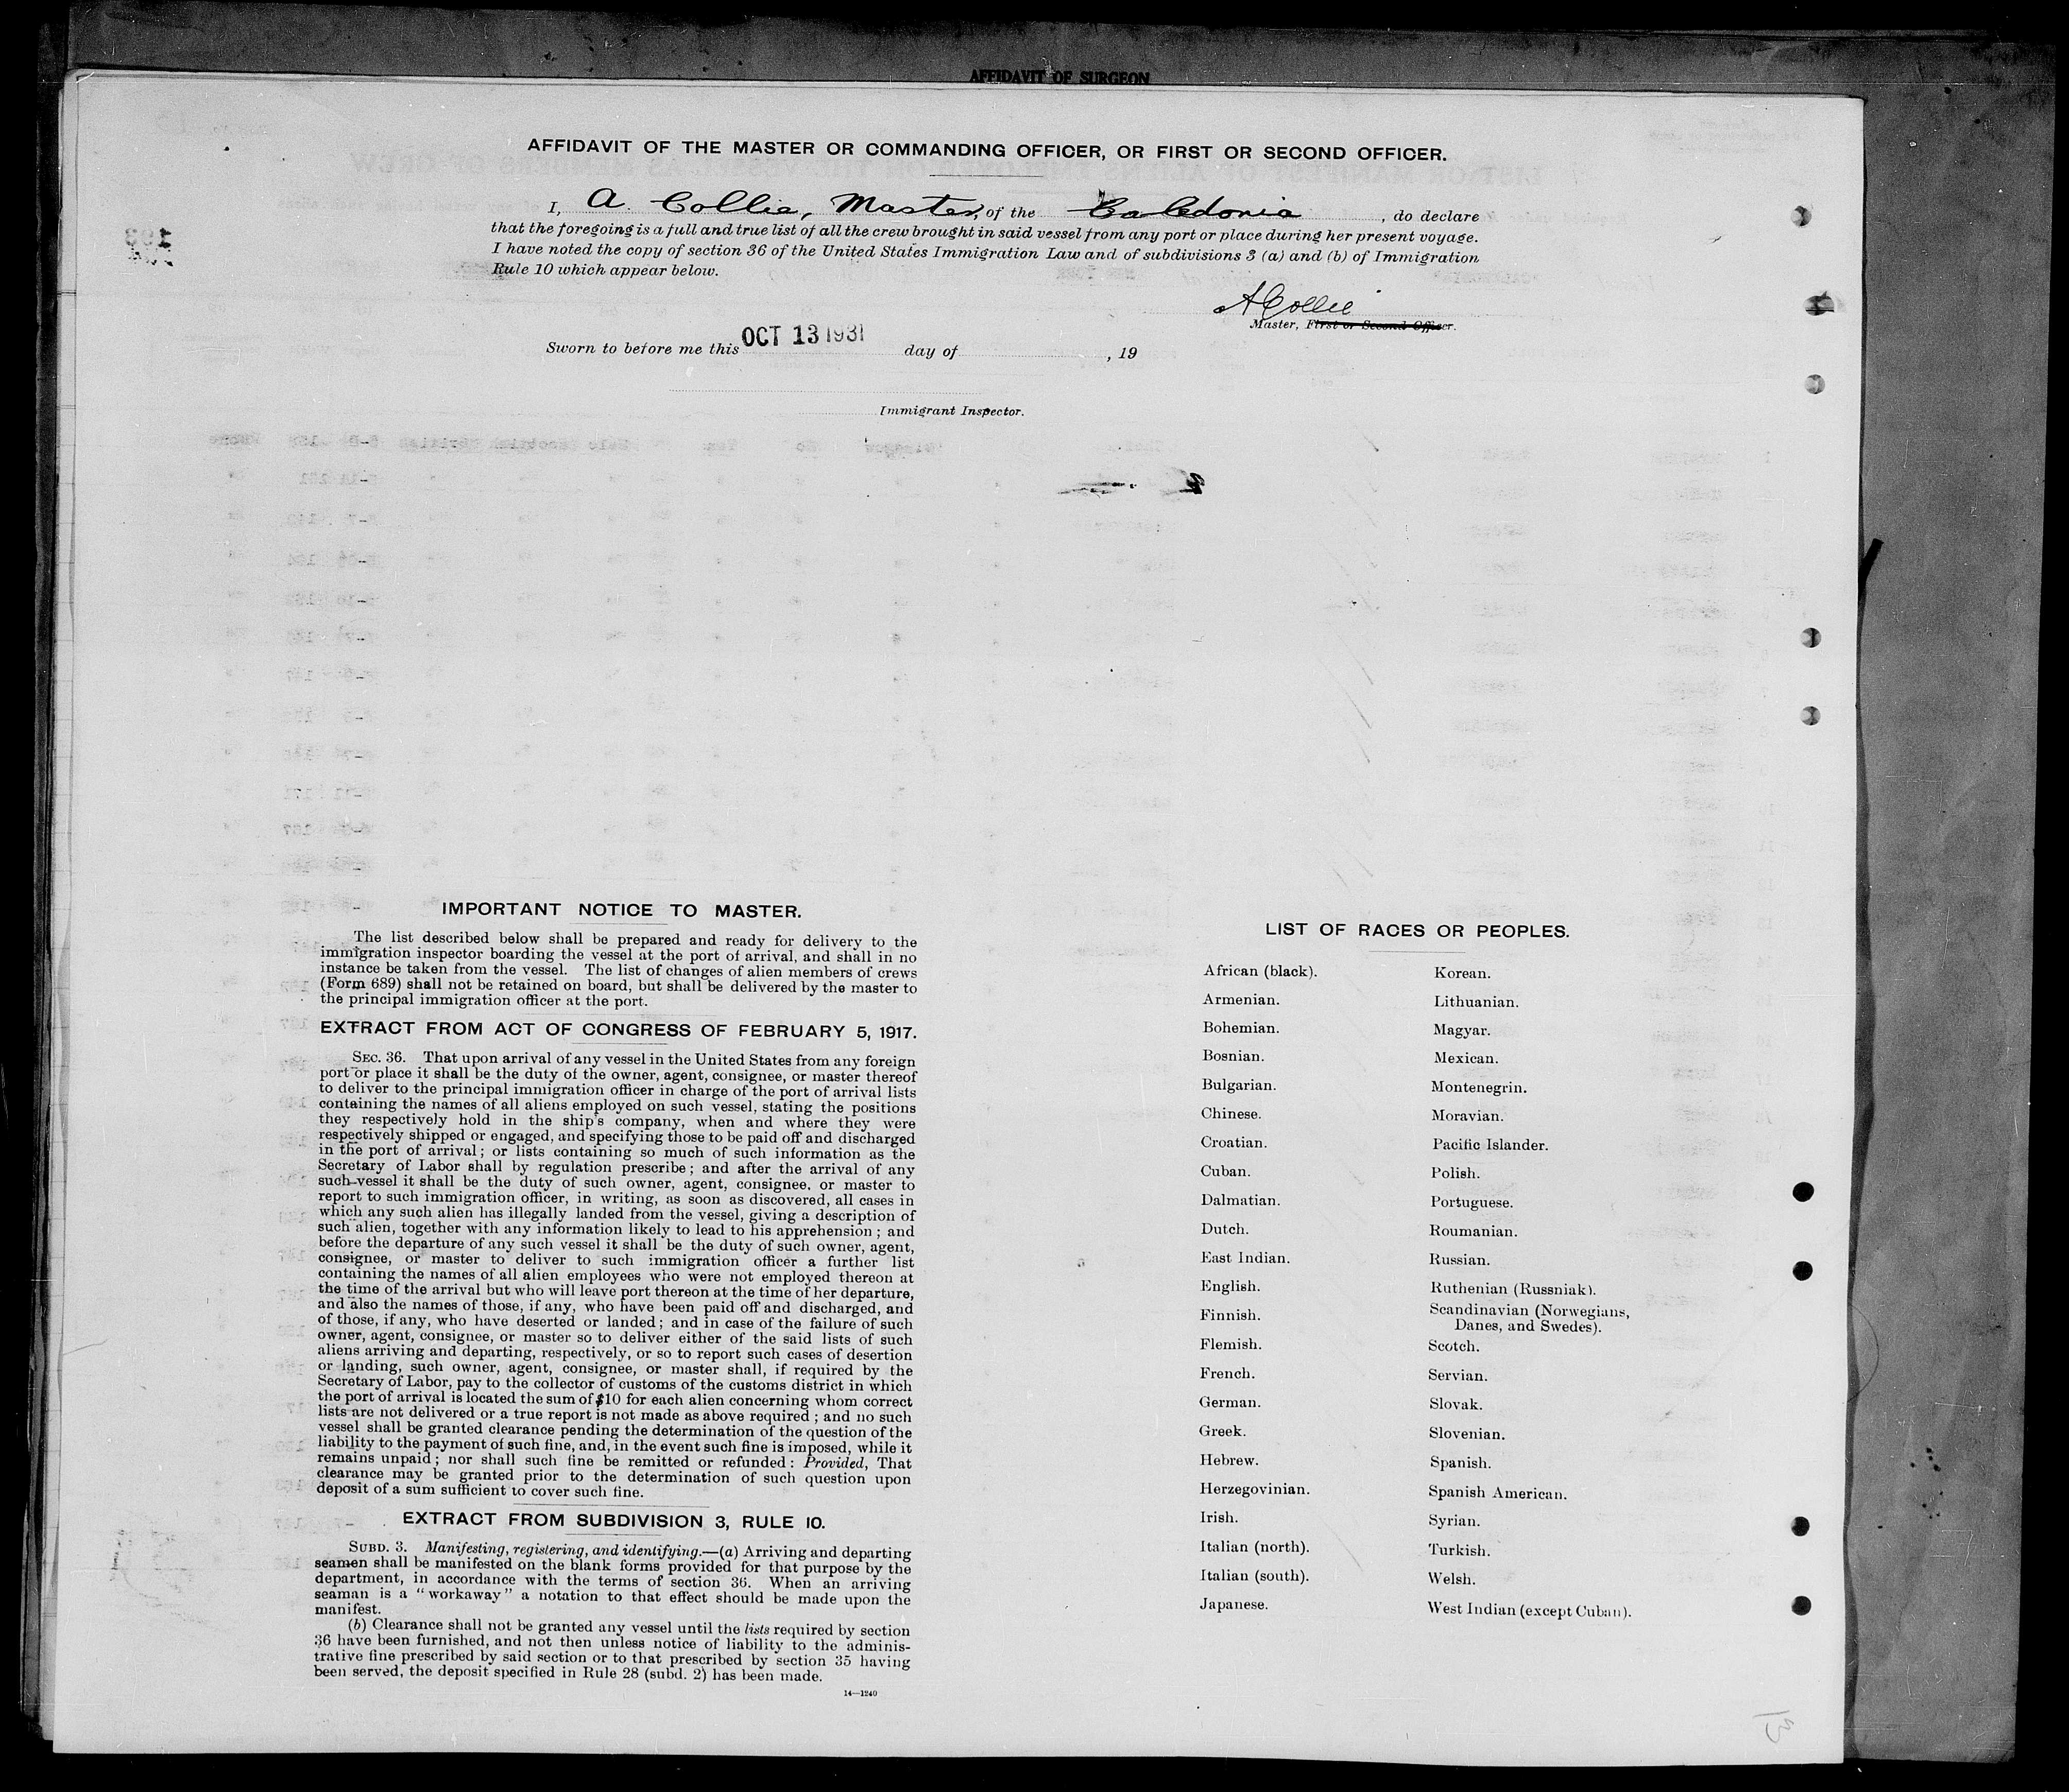 AFFIDAVIT OF SURGEON
AFFIDAVIT OF THE MASTER OR COMMANDING OFFICER, OR FIRST OR SECOND OFFICER.
I, A. Collie, Master, of the Caledonia, do declare
that the foregoing is a full and true list of all the crew brought in said vessel from any port or place during her present voyage.
I have noted the copy of section 36 of the United States Immigration Law and of subdivisions 3 (a) and (b) of Immigration
Rule 10 which appear below.
A Collie
Master, First or Second Officer.
Sworn to before me this OCT 13 1931 day of , 19
Immigrant Inspector.
IMPORTANT NOTICE TO MASTER.
The list described below shall be prepared and ready for delivery to the
immigration inspector boarding the vessel at the port of arrival, and shall in no
instance be taken from the vessel. The list of changes of alien members of crews
(Form 689) shall not be retained on board, but shall be delivered by the master to
the principal immigration officer at the port.
EXTRACT FROM ACT OF CONGRESS OF FEBRUARY 5, 1917.
SEC. 36. That upon arrival of any vessel in the United States from any foreign
port or place it shall be the duty of the owner, agent, consignee, or master thereof
to deliver to the principal immigration officer in charge of the port of arrival lists
containing the names of all aliens employed on such vessel, stating the positions
they respectively hold in the ship's company, when and where they were
respectively shipped or engaged, and specifying those to be paid off and discharged
in the port of arrival; or lists containing so much of such information as the
Secretary of Labor shall by regulation prescribe; and after the arrival of any
such vessel it shall be the duty of such owner, agent, consignee, or master to
report to such immigration officer, in writing, as soon as discovered, all cases in
which any such alien has illegally landed from the vessel, giving a description of
such alien, together with any information likely to lead to his apprehension; and
before the departure of any such vessel it shall be the duty of such owner, agent,
consignee, or master to deliver to such immigration officer a further list
containing the names of all alien employees who were not employed thereon at
the time of the arrival but who will leave port thereon at the time of her departure,
and also the names of those, if any, who have been paid off and discharged, and
of those, if any, who have deserted or landed; and in case of the failure of such
owner, agent, consignee, or master so to deliver either of the said lists of such
aliens arriving and departing, respectively, or so to report such cases of desertion
or landing, such owner, agent, consignee, or master shall, if required by the
Secretary of Labor, pay to the collector of customs of the customs district in which
the port of arrival is located the sum of $10 for each alien concerning whom correct
lists are not delivered or a true report is not made as above required; and no such
vessel shall be granted clearance pending the determination of the question of the
liability to the payment of such fine, and, in the event such fine is imposed, while it
remains unpaid; nor shall such fine be remitted or refunded: Provided, That
clearance may be granted prior to the determination of such question upon
deposit of a sum sufficient to cover such fine.
EXTRACT FROM SUBDIVISION 3, RULE 10.
SUBD. 3. Manifesting, registering, and identifying.—(a) Arriving and departing
seamen shall be manifested on the blank forms provided for that purpose by the
department, in accordance with the terms of section 36. When an arriving
seaman is a "workaway" a notation to that effect should be made upon the
manifest.
(b) Clearance shall not be granted any vessel until the lists required by section
36 have been furnished, and not then unless notice of liability to the adminis-
trative fine prescribed by said section or to that prescribed by section 35 having
been served, the deposit specified in Rule 28 (subd. 2) has been made.
14—1240
LIST OF RACES OR PEOPLES.
African (black).
Armenian.
Bohemian.
Bosnian.
Bulgarian.
Chinese.
Croatian.
Cuban.
Dalmatian.
Dutch.
East Indian.
English.
Finnish.
Flemish.
French.
German.
Greek.
Hebrew.
Herzegovinian.
Irish.
Italian (north).
Italian (south).
Japanese.
Korean.
Lithuanian.
Magyar.
Mexican.
Montenegrin.
Moravian.
Pacific Islander.
Polish.
Portuguese.
Roumanian.
Russian.
Ruthenian (Russniak).
Scandinavian (Norwegians,
Danes, and Swedes).
Scotch.
Servian.
Slovak.
Slovenian.
Spanish.
Spanish American.
Syrian.
Turkish.
Welsh.
West Indian (except Cuban).